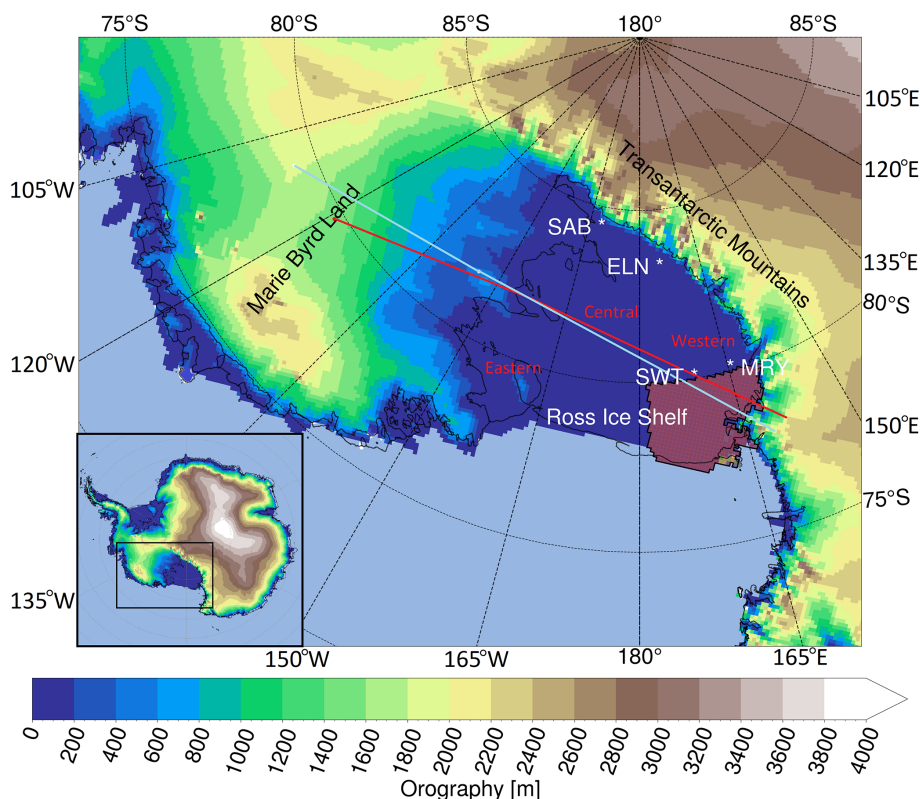 75°S 80°S 85°S 180° 85°S
105°E
Transantarctic Mountains
120°E
105°W
Marie Byrd Land
SAB *
ELN *
135°E
80°S
Central
Western
120°W
Eastern
SWT *
* MRY
Ross Ice Shelf
150°E
75°S
135°W
150°W 165°W 180° 165°E
0 200 400 600 800 1000 1200 1400 1600 1800 2000 2200 2400 2600 2800 3000 3200 3400 3600 3800 4000
Orography [m]